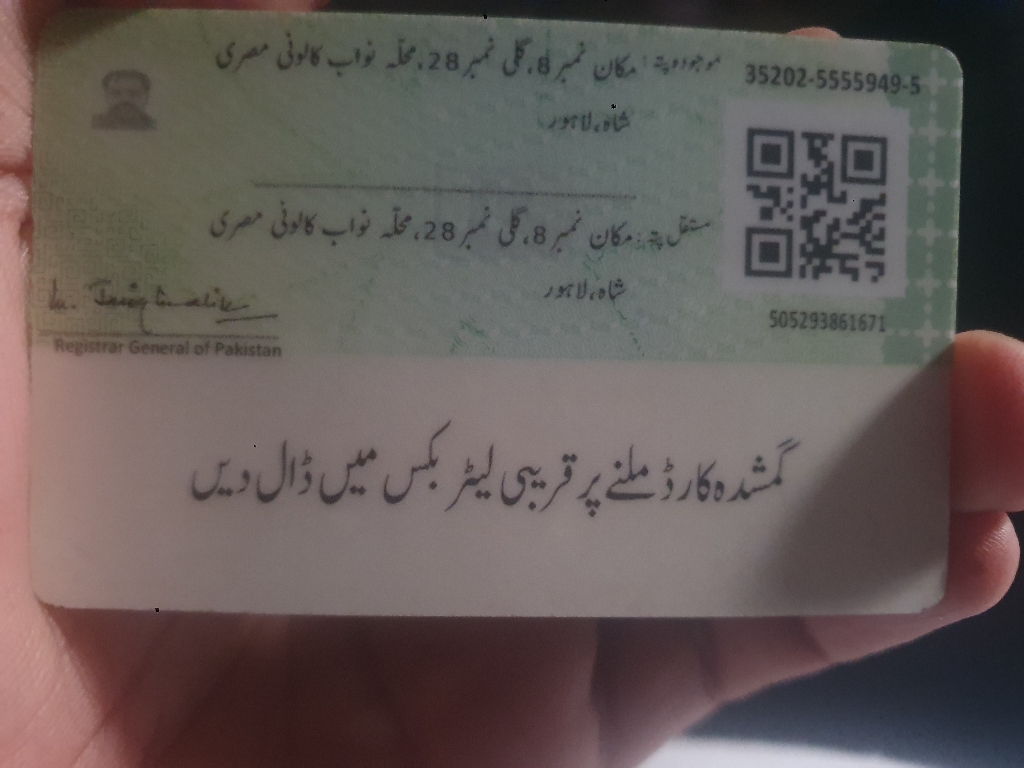 35202-5555949-5
موجودہ پتہ: مکان نمبر 8، گلی نمبر 28، محلہ نواب کالونی مصری
شاہ، لاہور
مستقل پتہ: مکان نمبر 8، گلی نمبر 28، محلہ نواب کالونی مصری
شاہ، لاہور
505293861671
Registrar General of Pakistan
گمشدہ کارڈ ملنے پر قریبی لیٹر بکس میں ڈال دیں